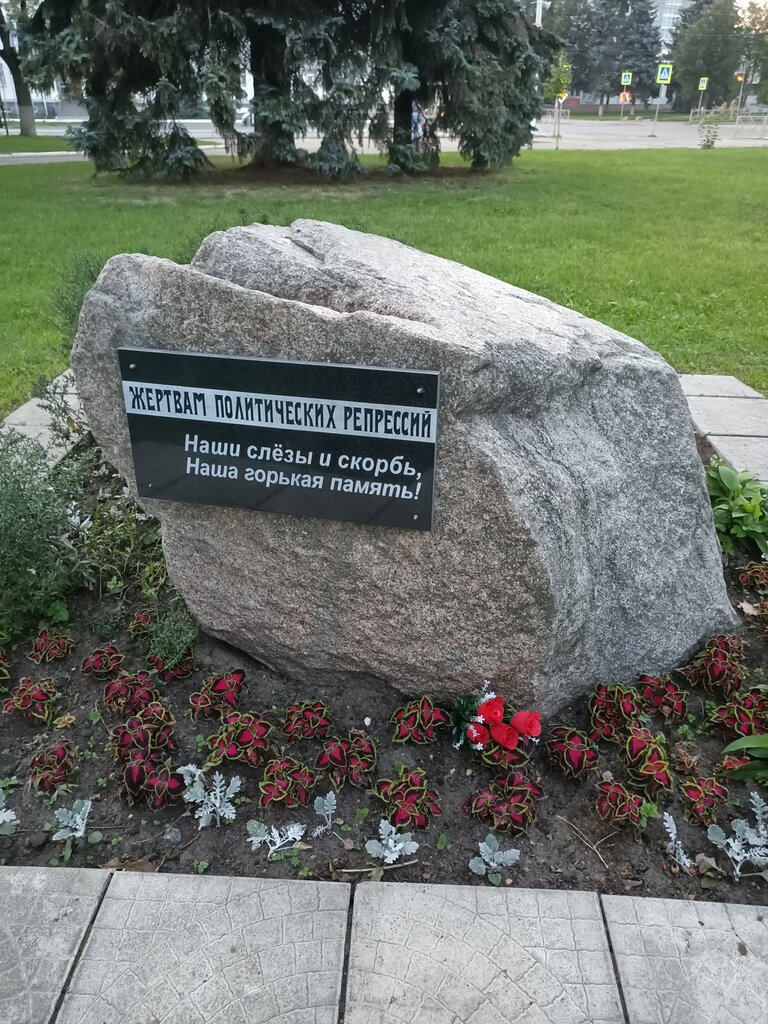 ЖЕРТВАМ ПОЛИТИЧЕСКИХ РЕПРЕССИЙ
Наши слёзы и скорбь,
Наша горькая память!